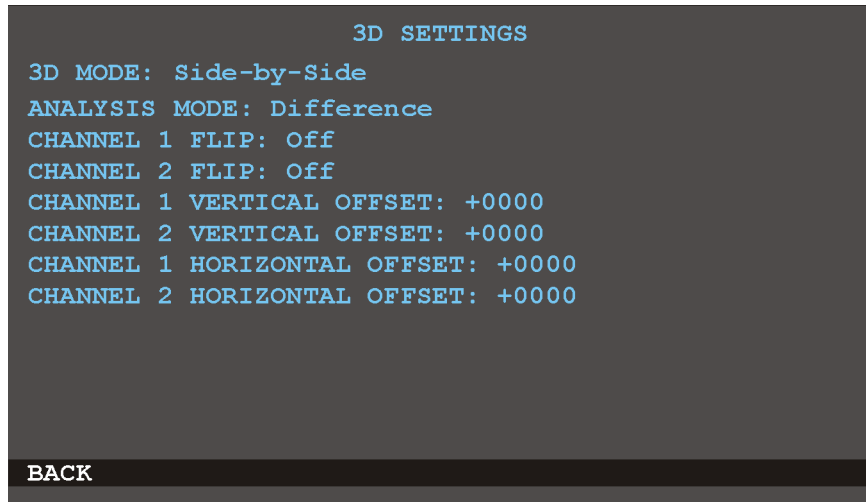 3D SETTINGS
3D MODE: Side-by-Side
ANALYSIS MODE: Difference
CHANNEL 1 FLIP: Off
CHANNEL 2 FLIP: Off
CHANNEL 1 VERTICAL OFFSET: +0000
CHANNEL 2 VERTICAL OFFSET: +0000
CHANNEL 1 HORIZONTAL OFFSET: +0000
CHANNEL 2 HORIZONTAL OFFSET: +0000
BACK